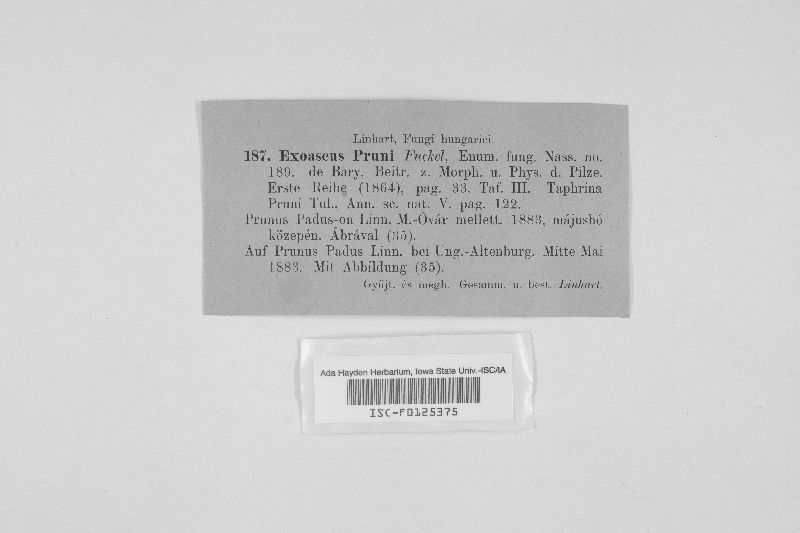 Linhart, Fungi hungarici.
187. Exoascus Pruni Fuckel, Enum. fung. Nass. no.
189. de Bary, Beitr. z. Morph. u. Phys. d. Pilze.
Erste Reihe (1864), pag. 33. Taf. III. Taphrina
Pruni Tul., Ann. sc. nat. V. pag. 122.
Prunus Padus-on Linn. M.-Óvár mellett. 1883, májushó
közepén. Ábrával (35).
Auf Prunus Padus Linn. bei Ung.-Altenburg. Mitte Mai
1883. Mit Abbildung (35).
Gyűjt. és megh. Gesamm. u. best. Linhart.
Ada Hayden Herbarium, Iowa State Univ.-ISC/IA
ISC-F0125375